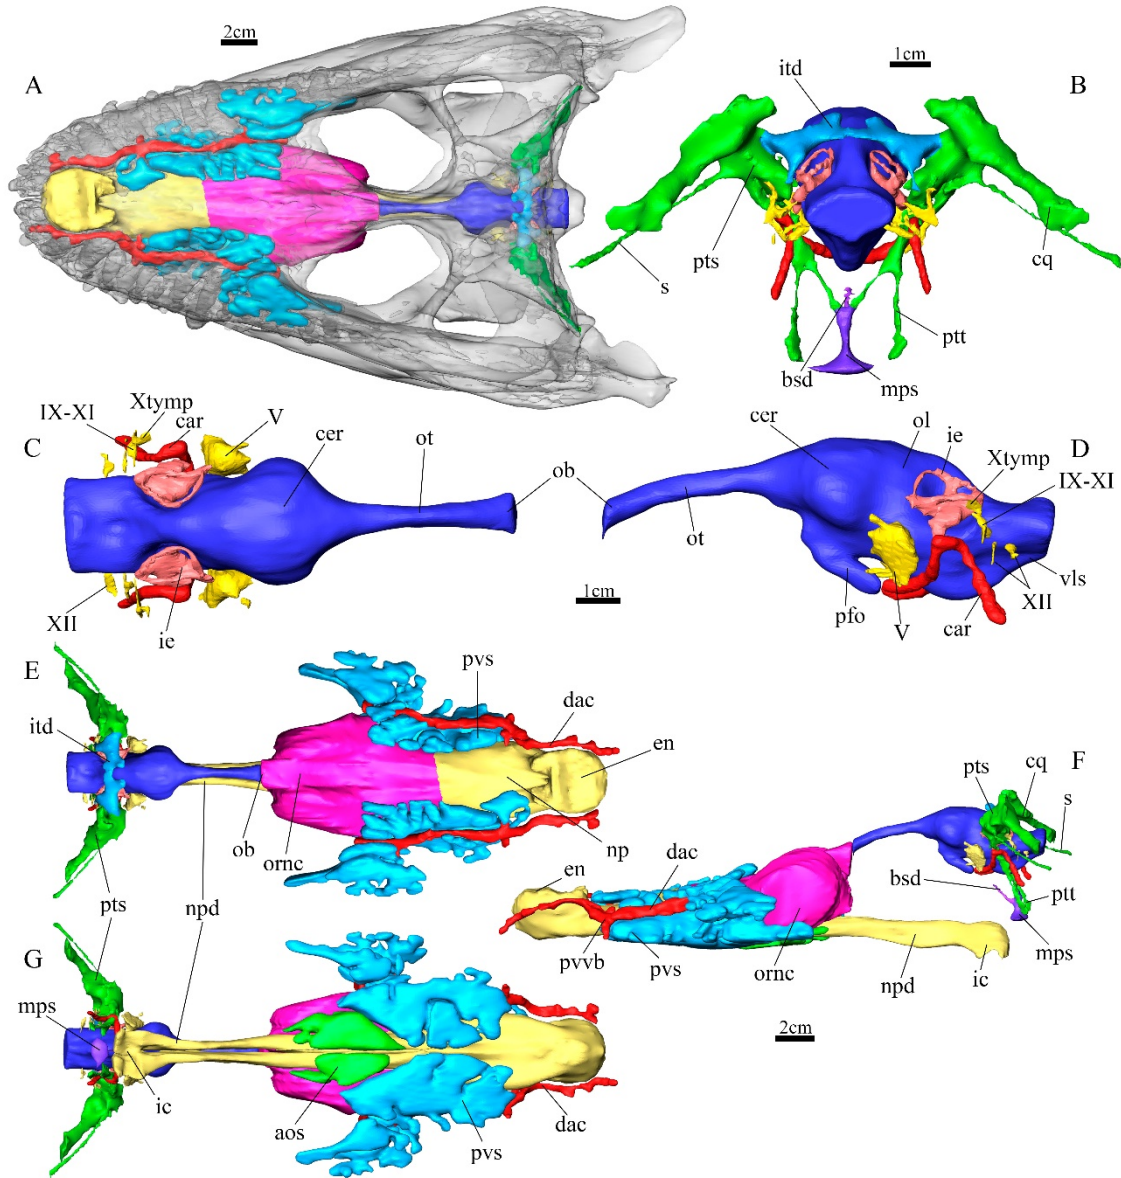 2cm
A
1cm
B
itd
pts
s
cq
ptt
bsd
mps
IX-XI
Xtymp
car
V
C
cer
ot
ob
XII
ie
1cm
cer
ol
ie
D
Xtymp
IX-XI
ot
pfo
V
car
XII
vls
E
itd
pvs
dac
en
ob
ornc
np
pts
npd
F
pts
cq
s
bsd
ptt
mps
en
dac
pvvb
pvs
ornc
npd
ic
2cm
G
mps
ic
aos
pvs
dac